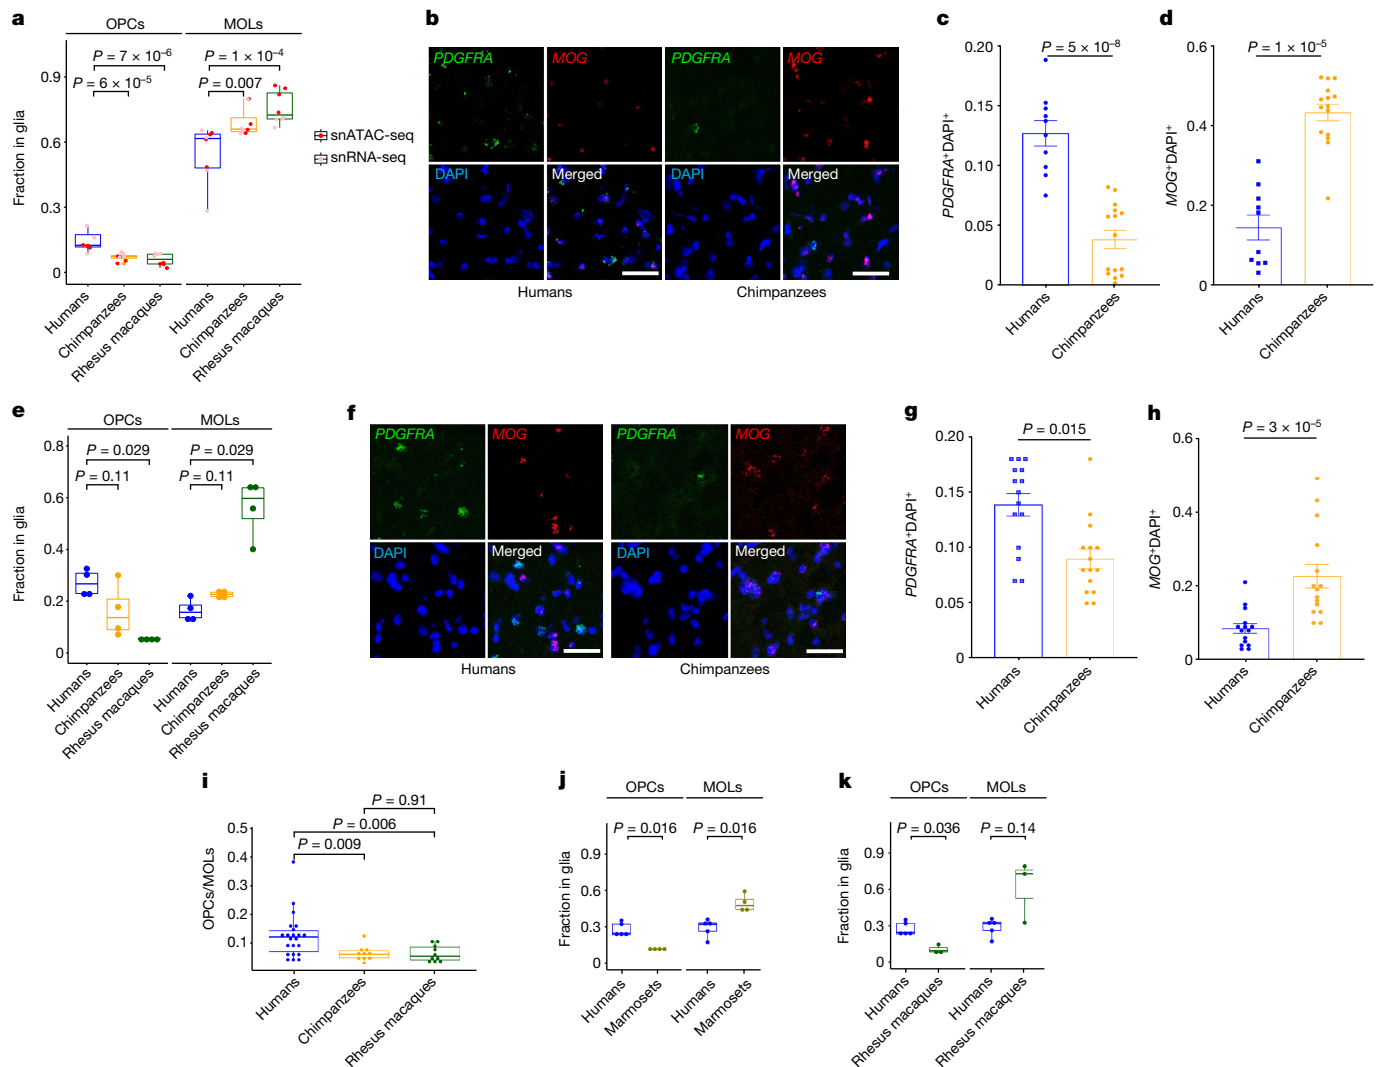 a
OPCs
MOLs
P = 7 × 10⁻⁶
P = 1 × 10⁻⁴
P = 6 × 10⁻⁵
P = 0.007
Fraction in glia
0.9
0.6
0.3
0
Humans
Chimpanzees
Rhesus macaques
Humans
Chimpanzees
Rhesus macaques
snATAC-seq
snRNA-seq
b
PDGFRA
MOG
PDGFRA
MOG
DAPI
Merged
DAPI
Merged
Humans
Chimpanzees
c
P = 5 × 10⁻⁸
PDGFRA⁺DAPI⁺
0.20
0.15
0.10
0.05
0
Humans
Chimpanzees
d
P = 1 × 10⁻⁵
MOG⁺DAPI⁺
0.6
0.4
0.2
0
Humans
Chimpanzees
e
OPCs
MOLs
P = 0.029
P = 0.029
P = 0.11
P = 0.11
Fraction in glia
0.8
0.6
0.4
0.2
0
Humans
Chimpanzees
Rhesus macaques
Humans
Chimpanzees
Rhesus macaques
f
PDGFRA
MOG
PDGFRA
MOG
DAPI
Merged
DAPI
Merged
Humans
Chimpanzees
g
P = 0.015
PDGFRA⁺DAPI⁺
0.20
0.15
0.10
0.05
0
Humans
Chimpanzees
h
P = 3 × 10⁻⁵
MOG⁺DAPI⁺
0.6
0.4
0.2
0
Humans
Chimpanzees
i
P = 0.91
P = 0.006
P = 0.009
OPCs/MOLs
0.5
0.4
0.3
0.2
0.1
Humans
Chimpanzees
Rhesus macaques
j
OPCs
MOLs
P = 0.016
P = 0.016
Fraction in glia
0.9
0.6
0.3
0
Humans
Marmosets
Humans
Marmosets
k
OPCs
MOLs
P = 0.036
P = 0.14
Fraction in glia
0.9
0.6
0.3
0
Humans
Rhesus macaques
Humans
Rhesus macaques